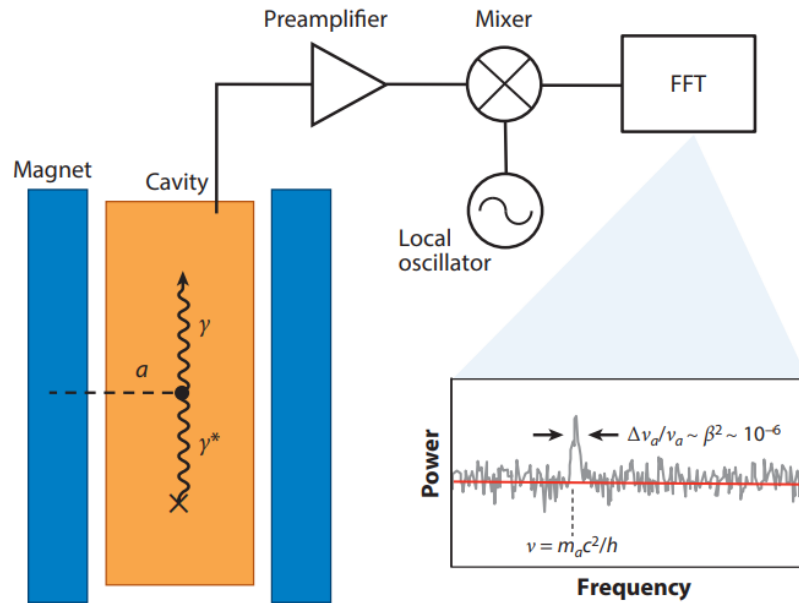 Preamplifier
Mixer
FFT
Magnet
Cavity
Local
oscillator
γ
a
γ*
Δν_a/ν_a ~ β² ~ 10⁻⁶
Power
ν = m_ac²/h
Frequency